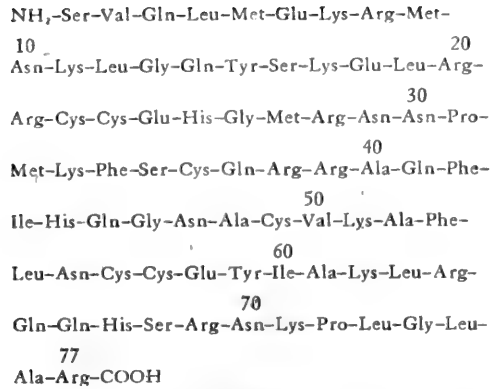 NH₂-Ser-Val-Gln-Leu-Met-Glu-Lys-Arg-Met-
10 20
Asn-Lys-Leu-Gly-Gln-Tyr-Ser-Lys-Glu-Leu-Arg-
Arg-Cys-Cys-Glu-His-Gly-Met-Arg-Asn-Asn-Pro-
30
Met-Lys-Phe-Ser-Cys-Gln-Arg-Arg-Ala-Gln-Phe-
40
Ile-His-Gln-Gly-Asn-Ala-Cys-Val-Lys-Ala-Phe-
50
Leu-Asn-Cys-Cys-Glu-Tyr-Ile-Ala-Lys-Leu-Arg-
60
Gln-Gln-His-Ser-Arg-Asn-Lys-Pro-Leu-Gly-Leu-
70
77
Ala-Arg-COOH